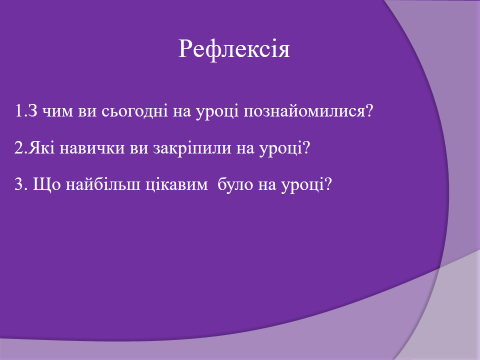 Рефлексія
1.З чим ви сьогодні на уроці познайомилися?
2.Які навички ви закріпили на уроці?
3. Що найбільш цікавим  було на уроці?